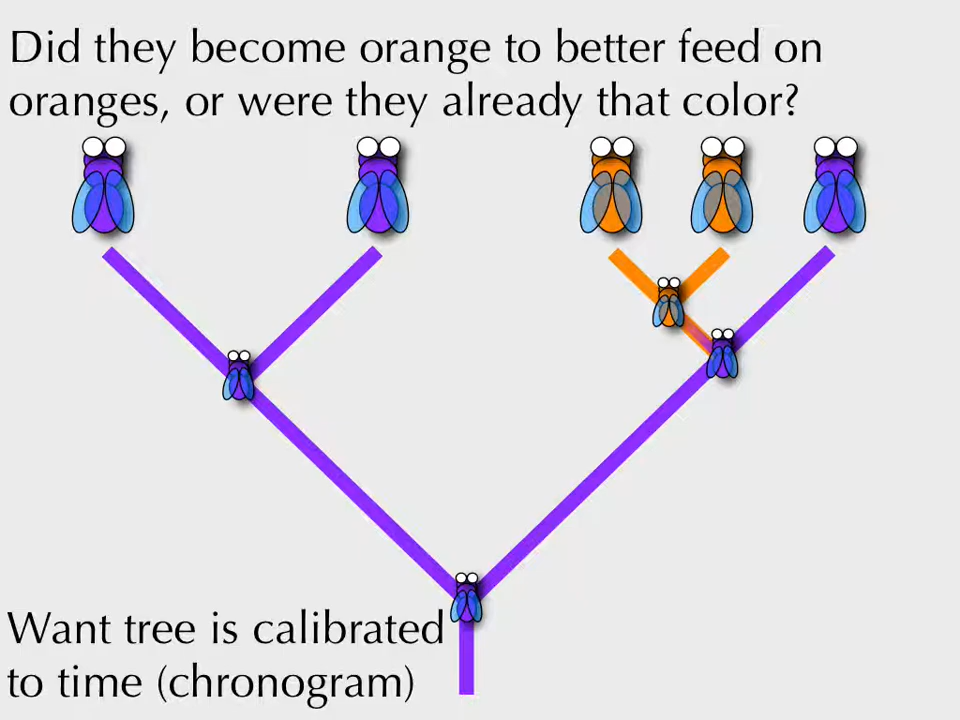 Did they become orange to better feed on
oranges, or were they already that color?
Want tree is calibrated
to time (chronogram)